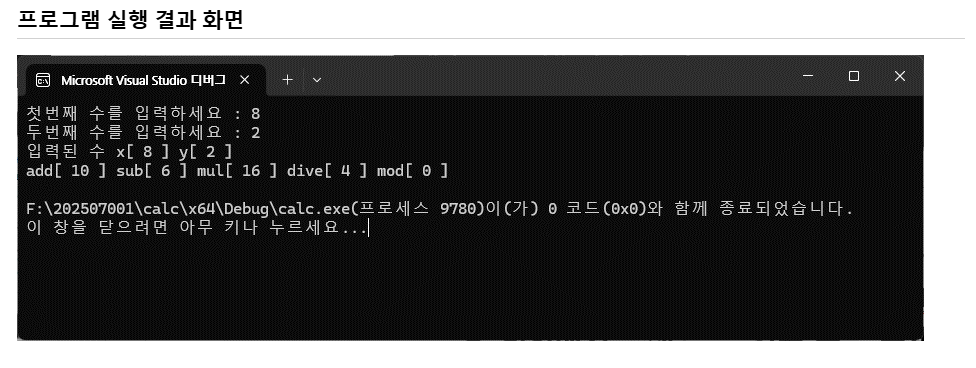 프로그램 실행 결과 화면
Microsoft Visual Studio 디버그
첫번째 수를 입력하세요 : 8
두번째 수를 입력하세요 : 2
입력된 수 x[ 8 ] y[ 2 ]
add[ 10 ] sub[ 6 ] mul[ 16 ] dive[ 4 ] mod[ 0 ]
F:\202507001\calc\x64\Debug\calc.exe(프로세스 9780)이(가) 0 코드(0x0)와 함께 종료되었습니다.
이 창을 닫으려면 아무 키나 누르세요...